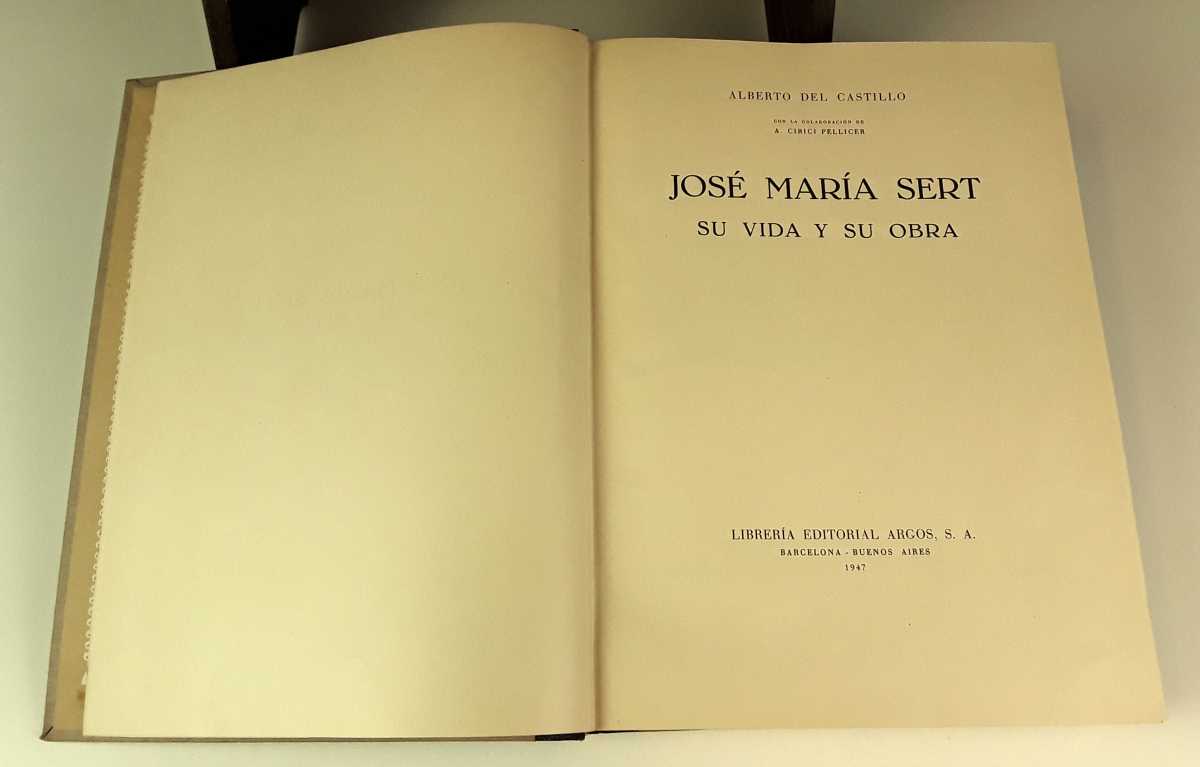 ALBERTO DEL CASTILLO
CON LA COLABORACIÓN DE
A. CIRICI PELLICER
JOSÉ MARÍA SERT
SU VIDA Y SU OBRA
LIBRERÍA EDITORIAL ARGOS, S. A.
BARCELONA - BUENOS AIRES
1947